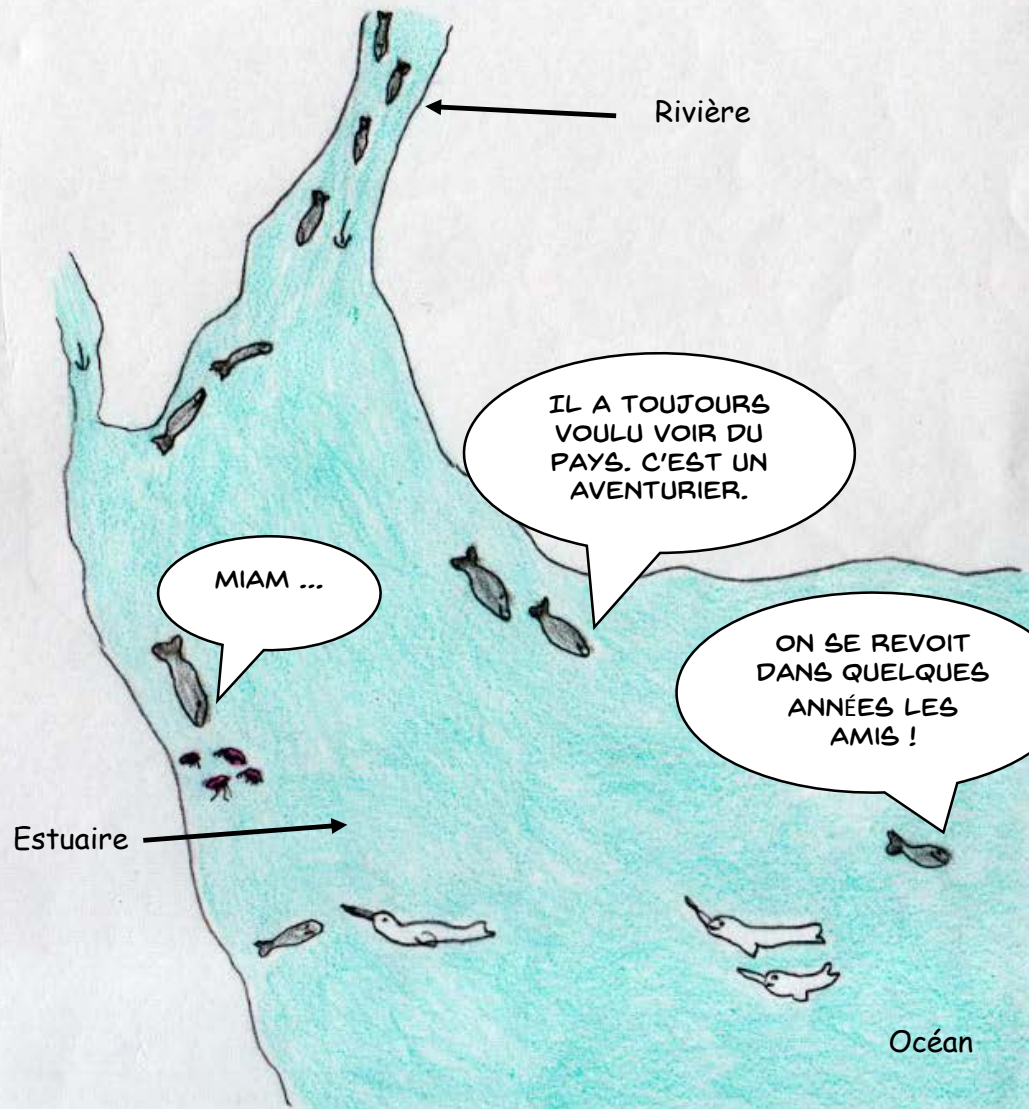 Rivière
IL A TOUJOURS
VOULU VOIR DU
PAYS. C'EST UN
AVENTURIER.
MIAM ...
ON SE REVOIT
DANS QUELQUES
ANNÉES LES
AMIS !
Estuaire
Océan